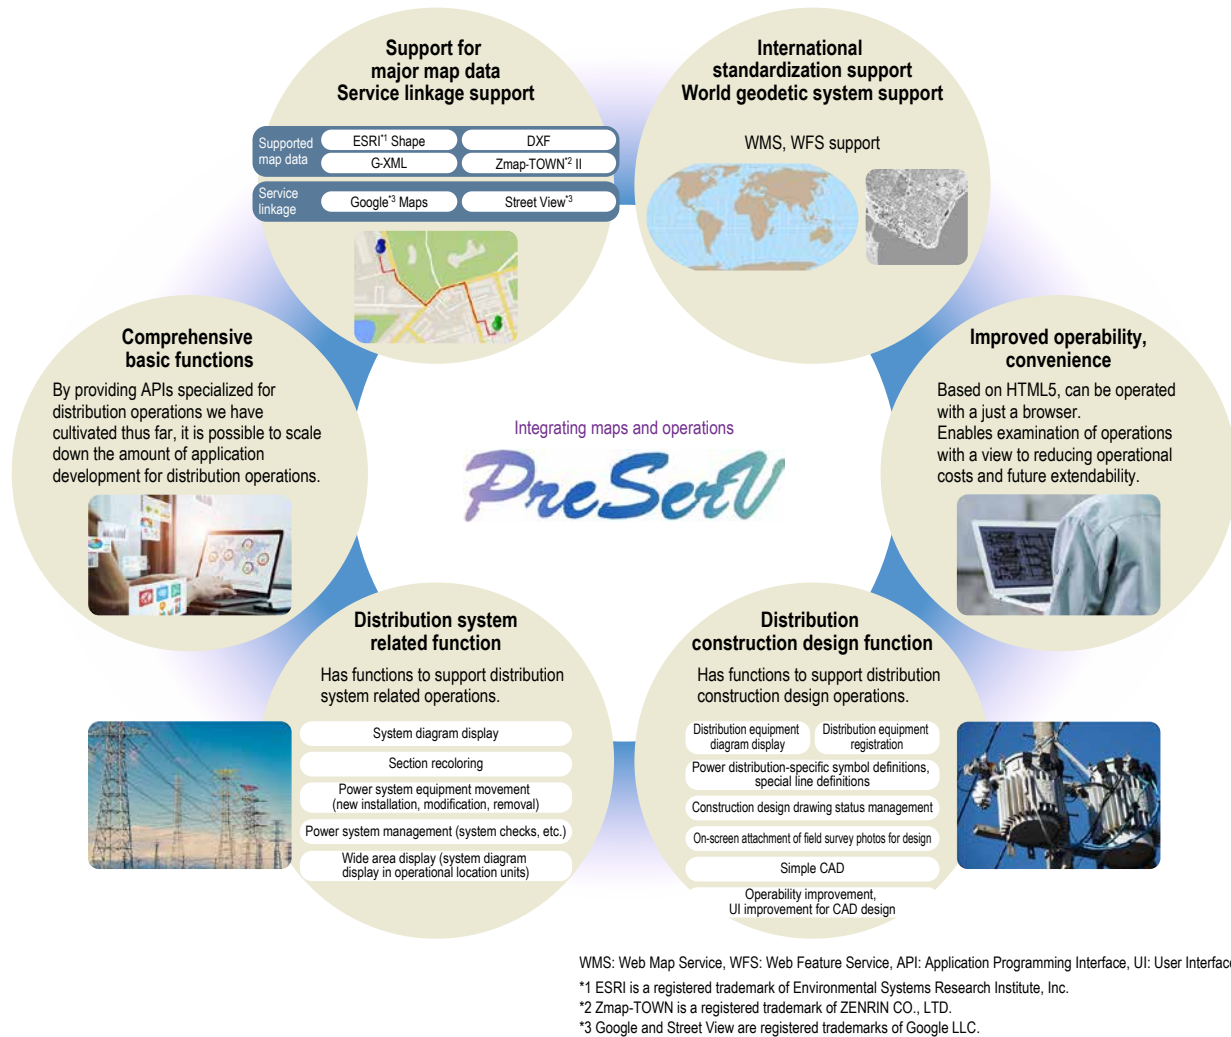 Support for
major map data
Service linkage support
Supported
map data
ESRI*1 Shape
DXF
G-XML
Zmap-TOWN*2 II
Service
linkage
Google*3 Maps
Street View*3
International
standardization support
World geodetic system support
WMS, WFS support
Comprehensive
basic functions
By providing APIs specialized for
distribution operations we have
cultivated thus far, it is possible to scale
down the amount of application
development for distribution operations.
Integrating maps and operations
PreSerV
Improved operability,
convenience
Based on HTML5, can be operated
with a just a browser.
Enables examination of operations
with a view to reducing operational
costs and future extendability.
Distribution system
related function
Has functions to support distribution
system related operations.
System diagram display
Section recoloring
Power system equipment movement
(new installation, modification, removal)
Power system management (system checks, etc.)
Wide area display (system diagram
display in operational location units)
Distribution
construction design function
Has functions to support distribution
construction design operations.
Distribution equipment
diagram display
Distribution equipment
registration
Power distribution-specific symbol definitions,
special line definitions
Construction design drawing status management
On-screen attachment of field survey photos for design
Simple CAD
Operability improvement,
UI improvement for CAD design
WMS: Web Map Service, WFS: Web Feature Service, API: Application Programming Interface, UI: User Interface
*1 ESRI is a registered trademark of Environmental Systems Research Institute, Inc.
*2 Zmap-TOWN is a registered trademark of ZENRIN CO., LTD.
*3 Google and Street View are registered trademarks of Google LLC.